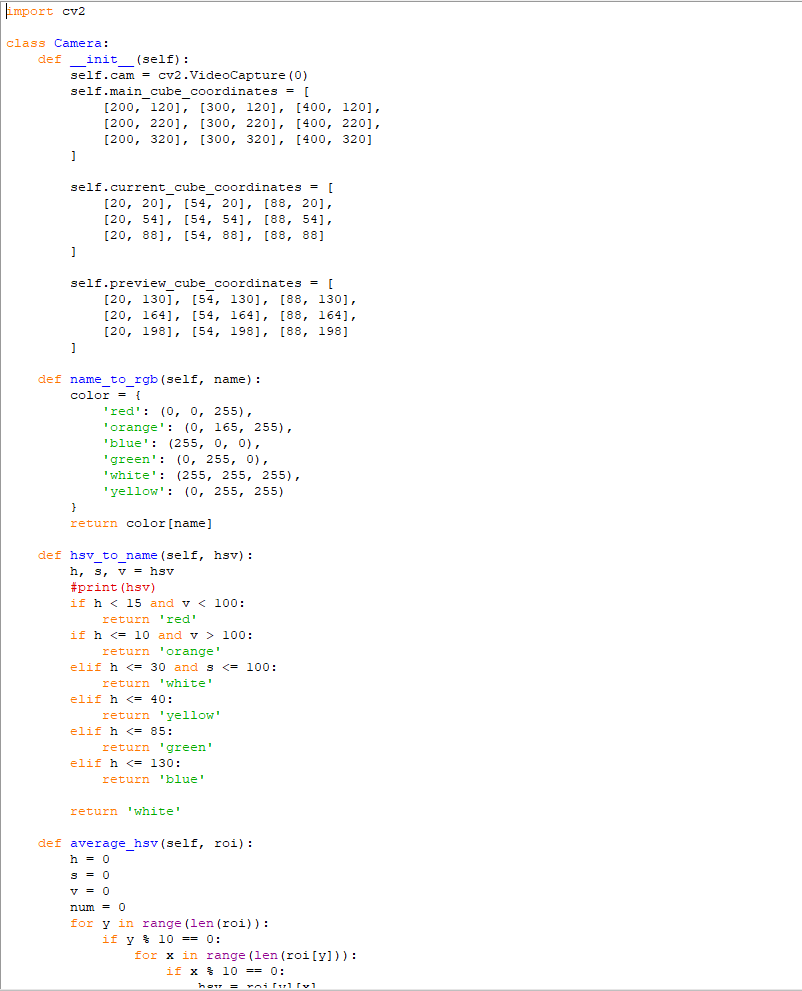 import cv2

class Camera:
    def __init__(self):
        self.cam = cv2.VideoCapture(0)
        self.main_cube_coordinates = [
            [200, 120], [300, 120], [400, 120],
            [200, 220], [300, 220], [400, 220],
            [200, 320], [300, 320], [400, 320]
        ]

        self.current_cube_coordinates = [
            [20, 20], [54, 20], [88, 20],
            [20, 54], [54, 54], [88, 54],
            [20, 88], [54, 88], [88, 88]
        ]

        self.preview_cube_coordinates = [
            [20, 130], [54, 130], [88, 130],
            [20, 164], [54, 164], [88, 164],
            [20, 198], [54, 198], [88, 198]
        ]

    def name_to_rgb(self, name):
        color = {
            'red': (0, 0, 255),
            'orange': (0, 165, 255),
            'blue': (255, 0, 0),
            'green': (0, 255, 0),
            'white': (255, 255, 255),
            'yellow': (0, 255, 255)
        }
        return color[name]

    def hsv_to_name(self, hsv):
        h, s, v = hsv
        #print(hsv)
        if h < 15 and v < 100:
            return 'red'
        if h <= 10 and v > 100:
            return 'orange'
        elif h <= 30 and s <= 100:
            return 'white'
        elif h <= 40:
            return 'yellow'
        elif h <= 85:
            return 'green'
        elif h <= 130:
            return 'blue'

        return 'white'

    def average_hsv(self, roi):
        h = 0
        s = 0
        v = 0
        num = 0
        for y in range(len(roi)):
            if y % 10 == 0:
                for x in range(len(roi[y])):
                    if x % 10 == 0:
                        hsv = roi[y][x]